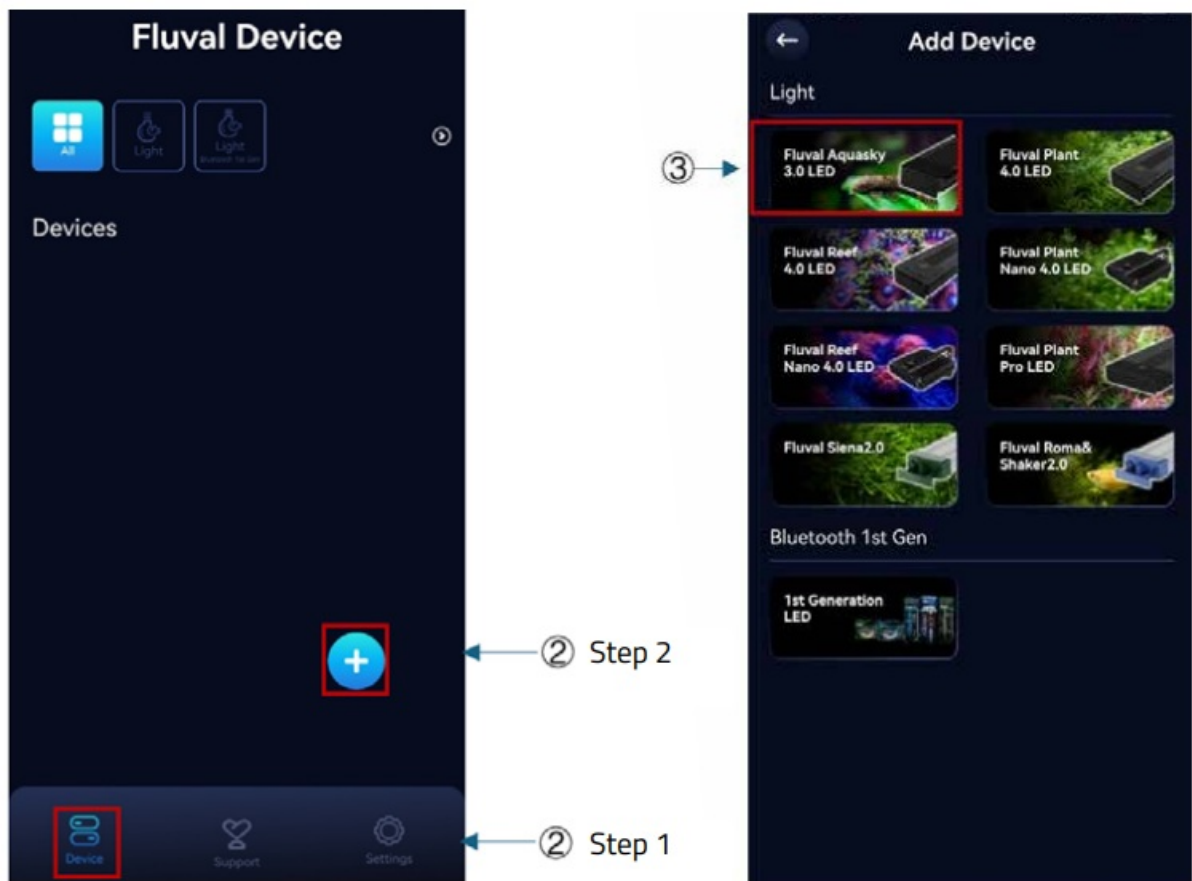 Fluval Device
All
Light
Light
Bluetooth 1st Gen
Devices
② Step 2
Device
Support
Settings
② Step 1
Add Device
Light
③
Fluval Aquasky
3.0 LED
Fluval Plant
4.0 LED
Fluval Reef
4.0 LED
Fluval Plant
Nano 4.0 LED
Fluval Reef
Nano 4.0 LED
Fluval Plant
Pro LED
Fluval Siena2.0
Fluval Roma&
Shaker2.0
Bluetooth 1st Gen
1st Generation
LED